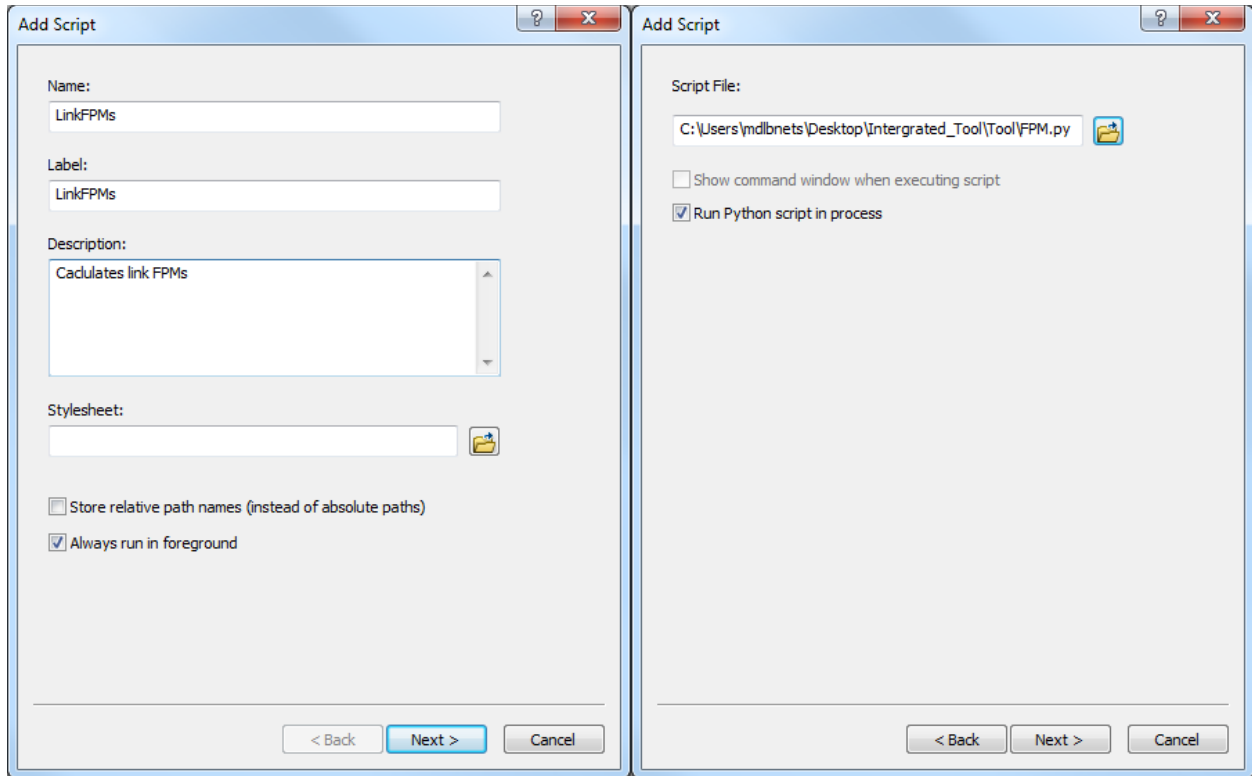 Add Script
Name:
LinkFPMs
Label:
LinkFPMs
Description:
Caclulates link FPMs
Stylesheet:
Store relative path names (instead of absolute paths)
Always run in foreground
< Back
Next >
Cancel
Add Script
Script File:
C:\Users\mdlbnets\Desktop\Intergrated_Tool\Tool\FPM.py
Show command window when executing script
Run Python script in process
< Back
Next >
Cancel